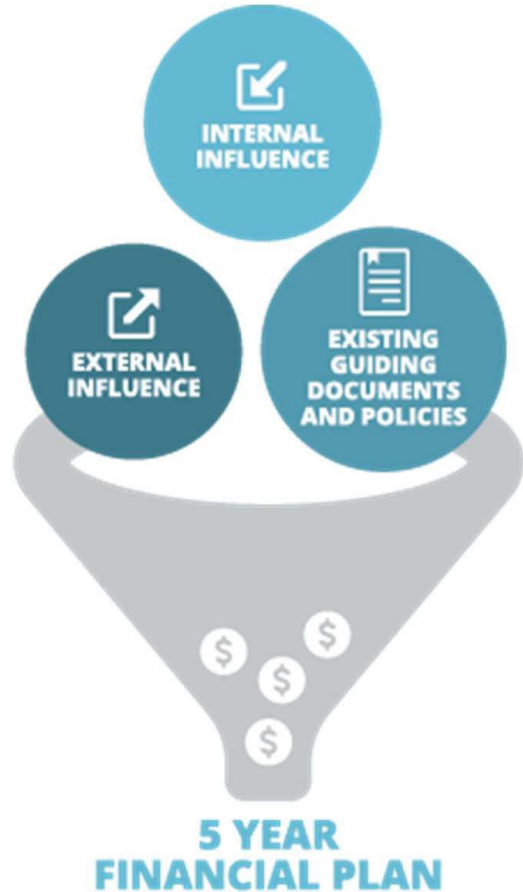 INTERNAL
INFLUENCE
EXTERNAL
INFLUENCE
EXISTING
GUIDING
DOCUMENTS
AND POLICIES
$
$
$
$
5 YEAR
FINANCIAL PLAN